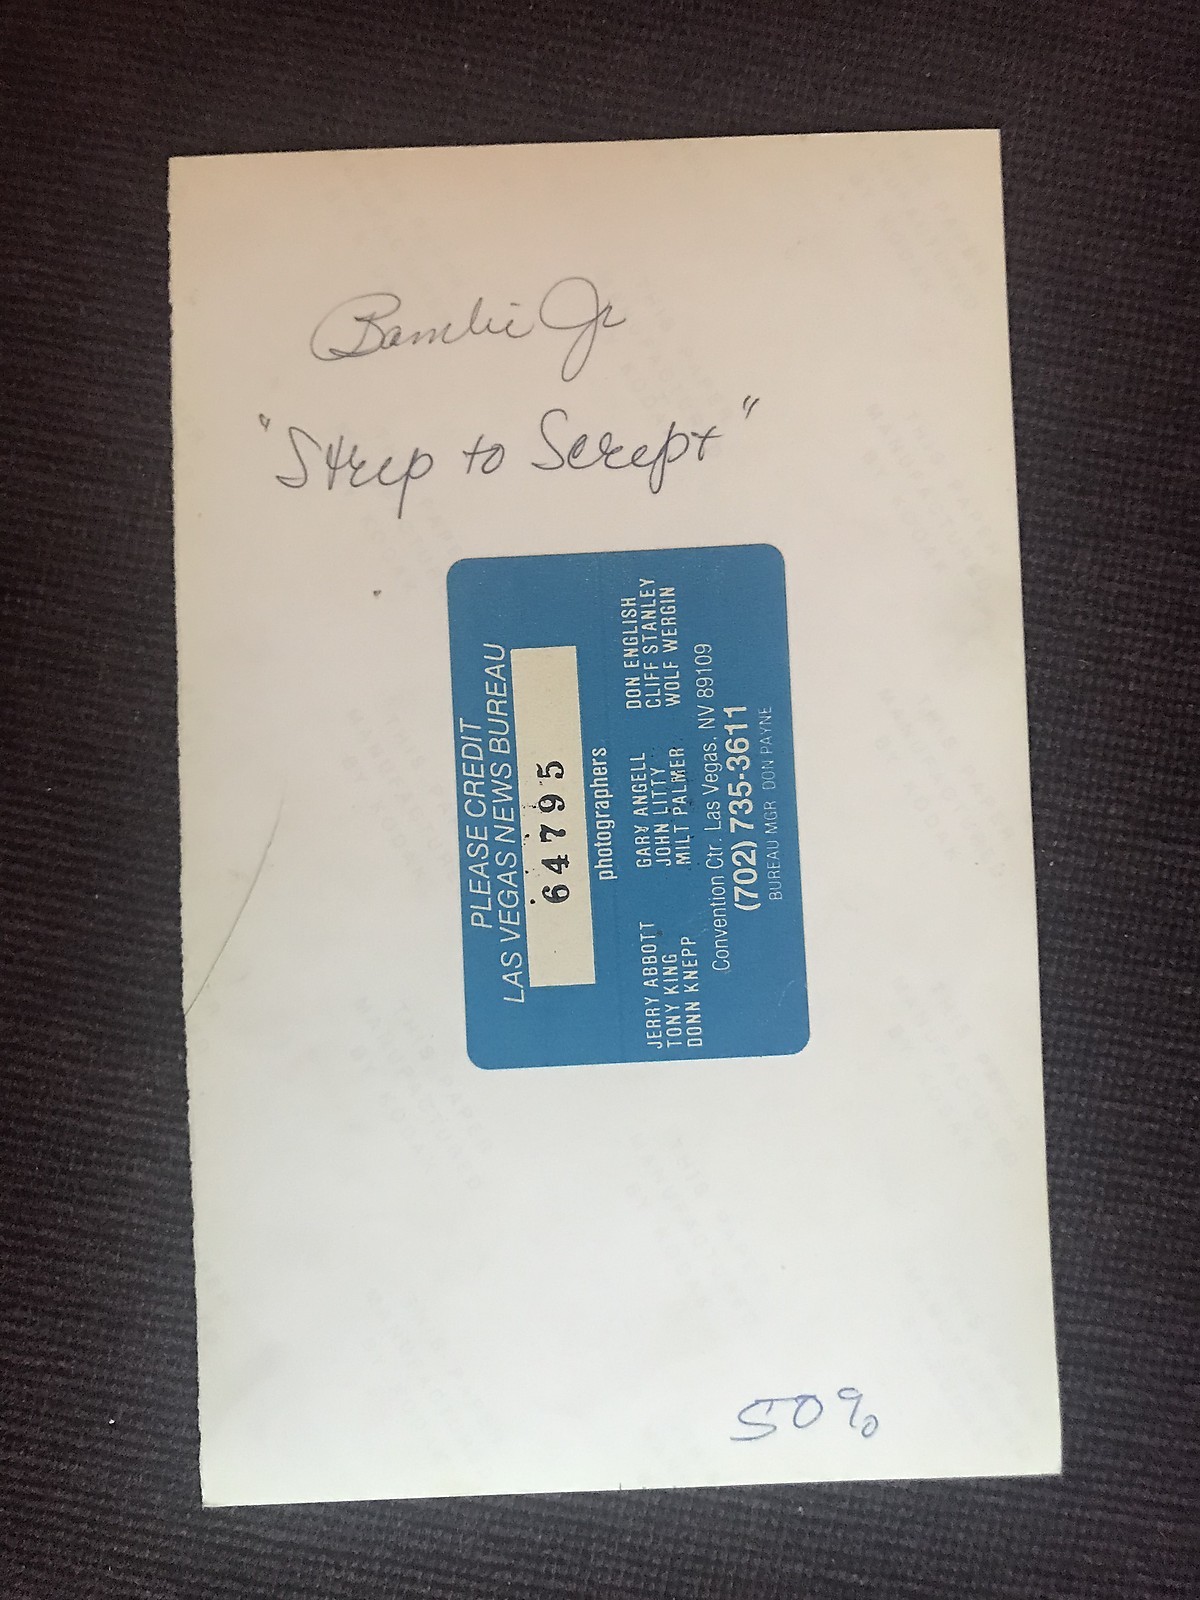 Bambie Jr
"Strip to Script"
PLEASE CREDIT
LAS VEGAS NEWS BUREAU
64795
photographers
JERRY ABBOTT GARY ANGELL DON ENGLISH
TONY KING JOHN LITTY CLIFF STANLEY
DONN KNEPP MILT PALMER WOLF WERGIN
Convention Ctr. Las Vegas, NV 89109
(702) 735-3611
BUREAU MGR DON PAYNE
50%